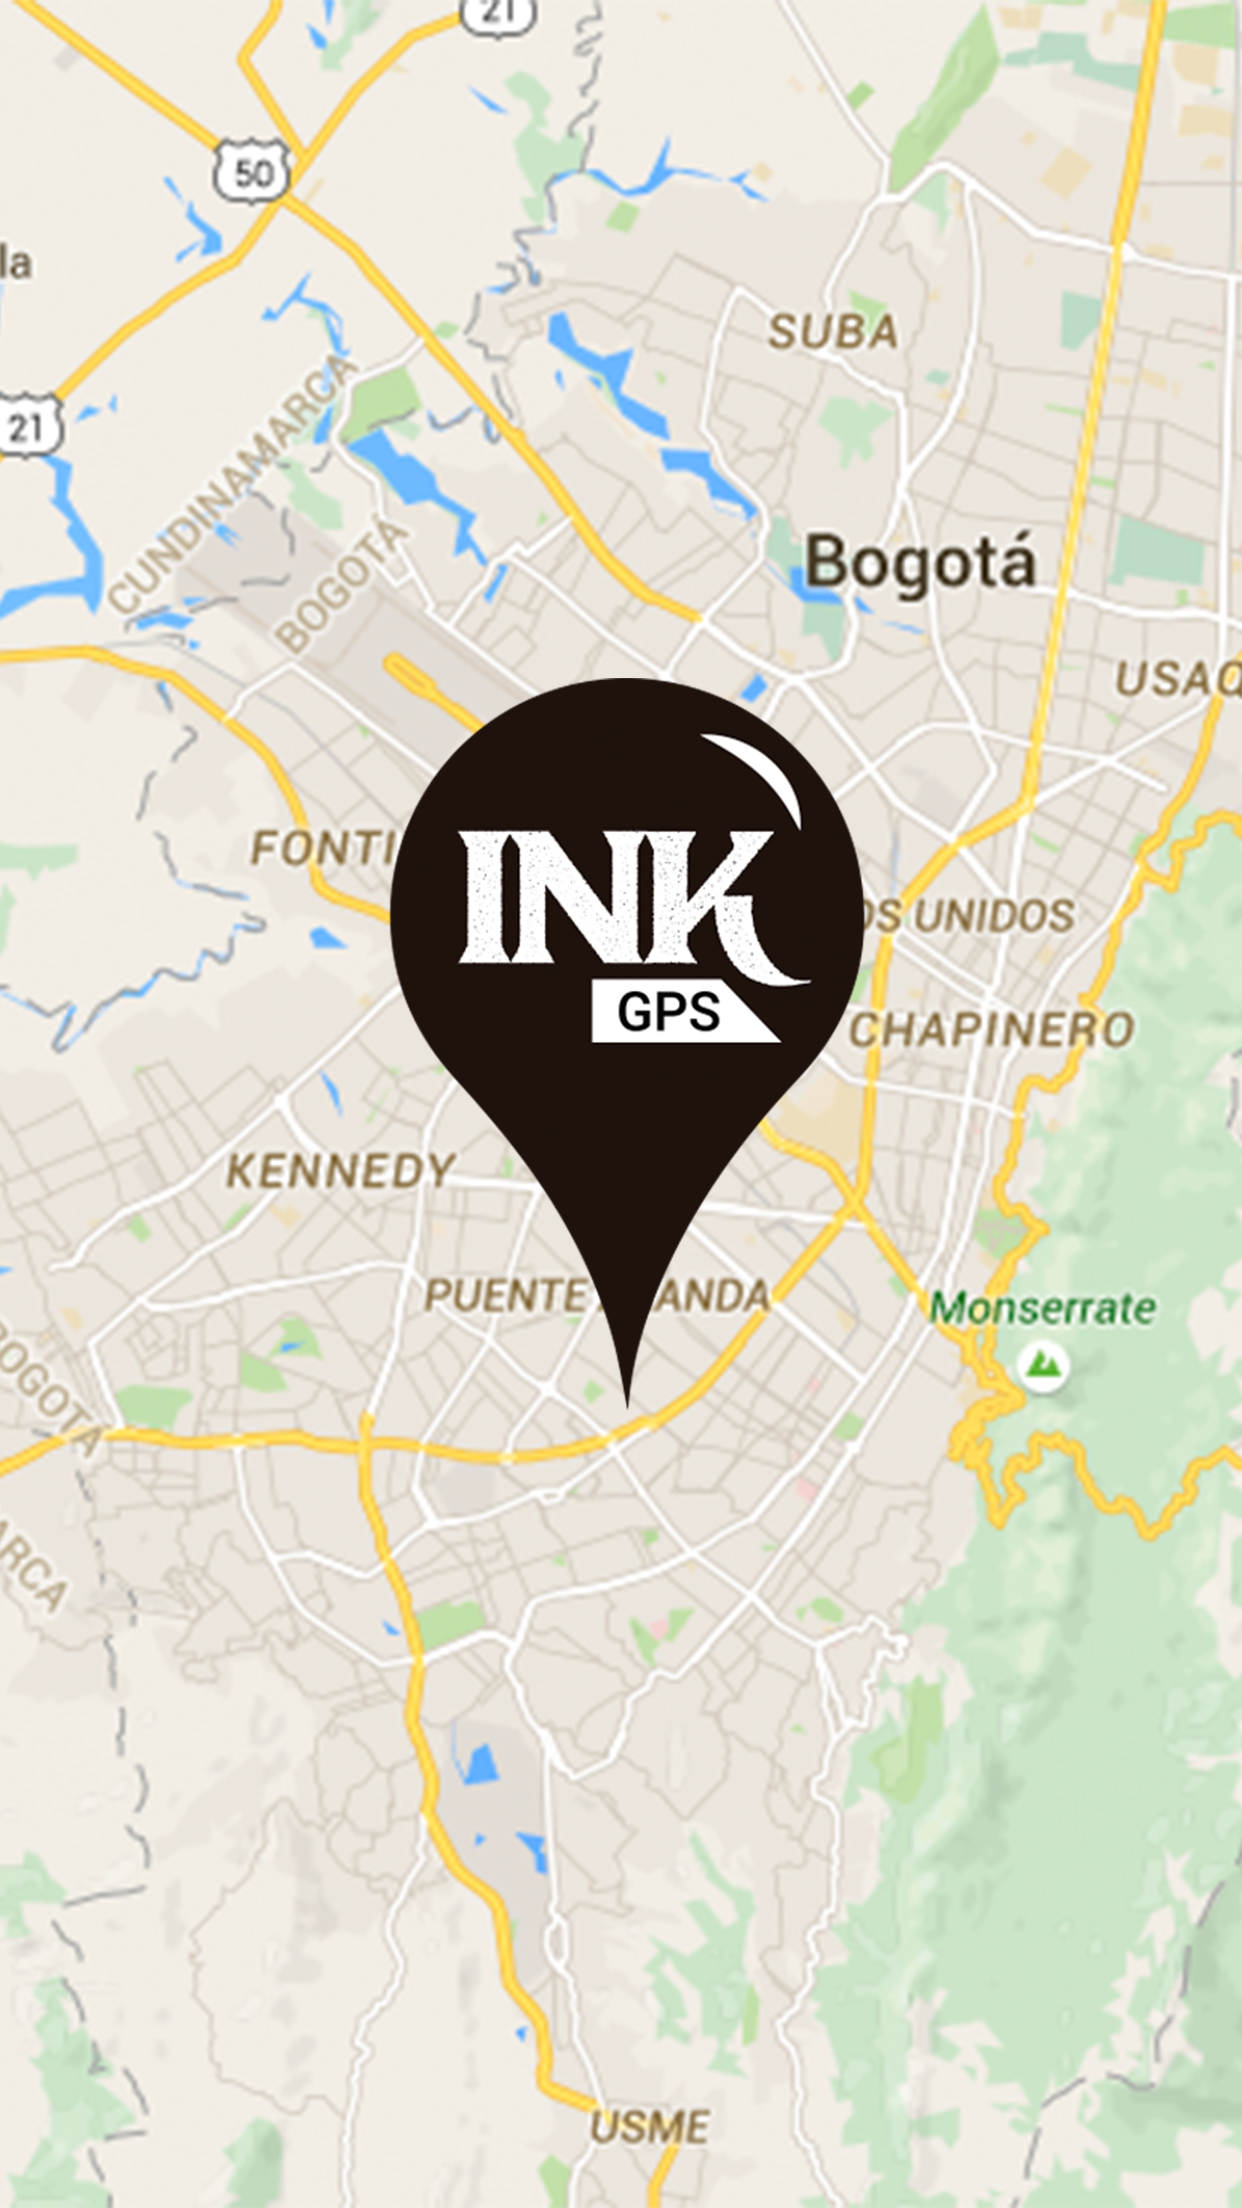 21
50
la
SUBA
21
CUNDINAMARCA
BOGOTÁ
Bogotá
USAQ
FONTI
INK
GPS
OS UNIDOS
CHAPINERO
KENNEDY
PUENTE ANDA
Monserrate
BOGOTÁ
ARCA
USME